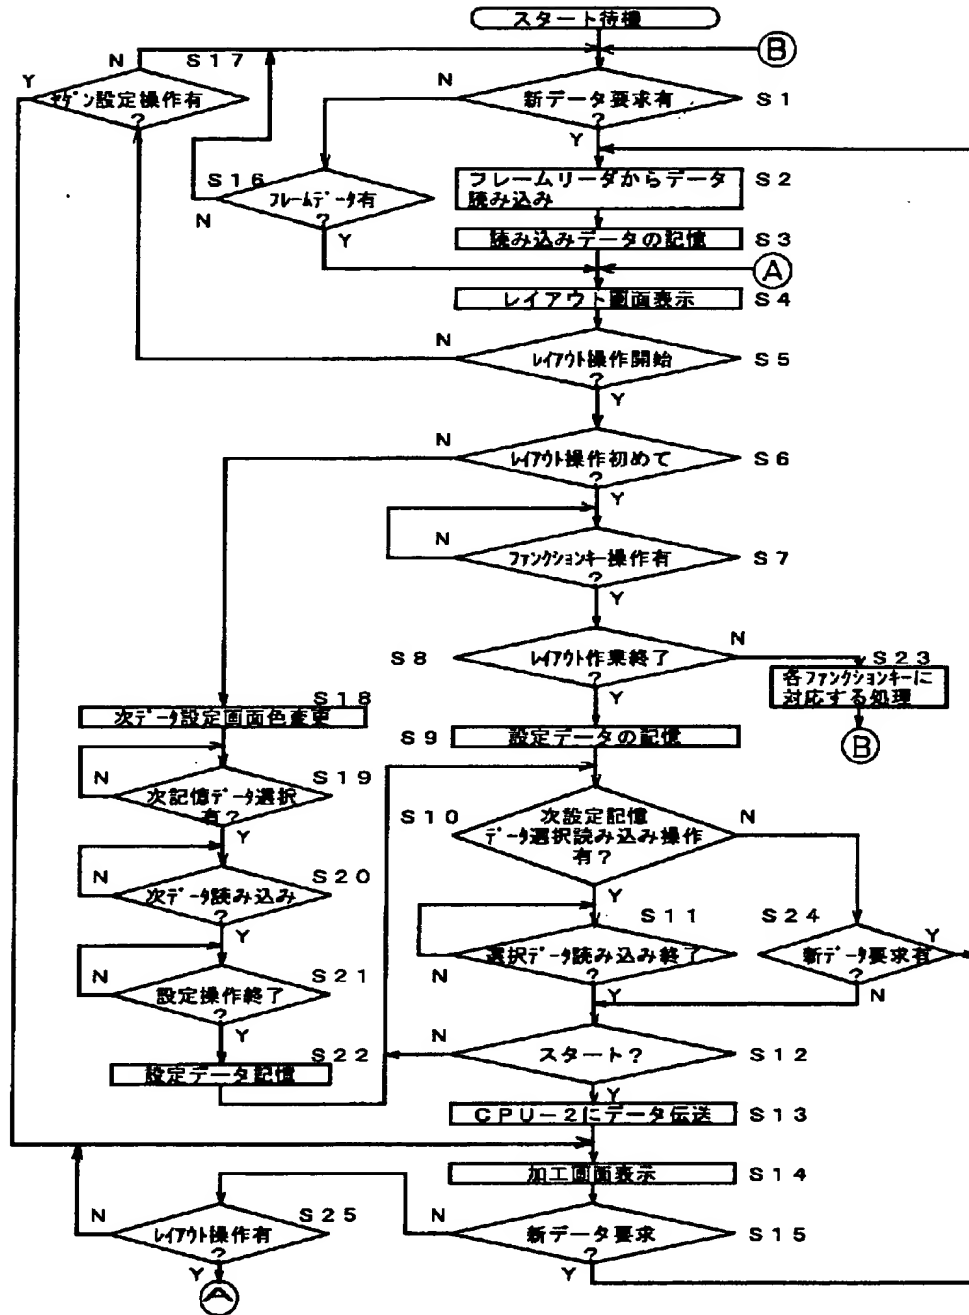 スタート待機
B
N
S17
Y
ヤゲン設定操作有
?
N
新データ要求有
?
S1
Y
S16
フレームデータ有
?
N
Y
フレームリーダからデータ
読み込み
S2
読み込みデータの記憶
S3
A
レイアウト画面表示
S4
N
レイアウト操作開始
?
S5
Y
N
レイアウト操作初めて
?
S6
Y
N
ファンクションキー操作有
?
S7
Y
S8
レイアウト作業終了
?
N
Y
S23
各ファンクションキーに
対応する処理
B
S18
次データ設定画面色変更
S9
設定データの記憶
N
S19
次記憶データ選択
有?
Y
S10
次設定記憶
データ選択読み込み操作
有?
N
Y
N
S20
次データ読み込み
?
Y
S11
選択データ読み込み終了
?
N
Y
S24
新データ要求有
?
Y
N
N
S21
設定操作終了
?
Y
S22
設定データ記憶
N
スタート?
S12
Y
CPU-2にデータ伝送
S13
加工画面表示
S14
N
S25
レイアウト操作有
?
Y
A
N
新データ要求
?
S15
Y